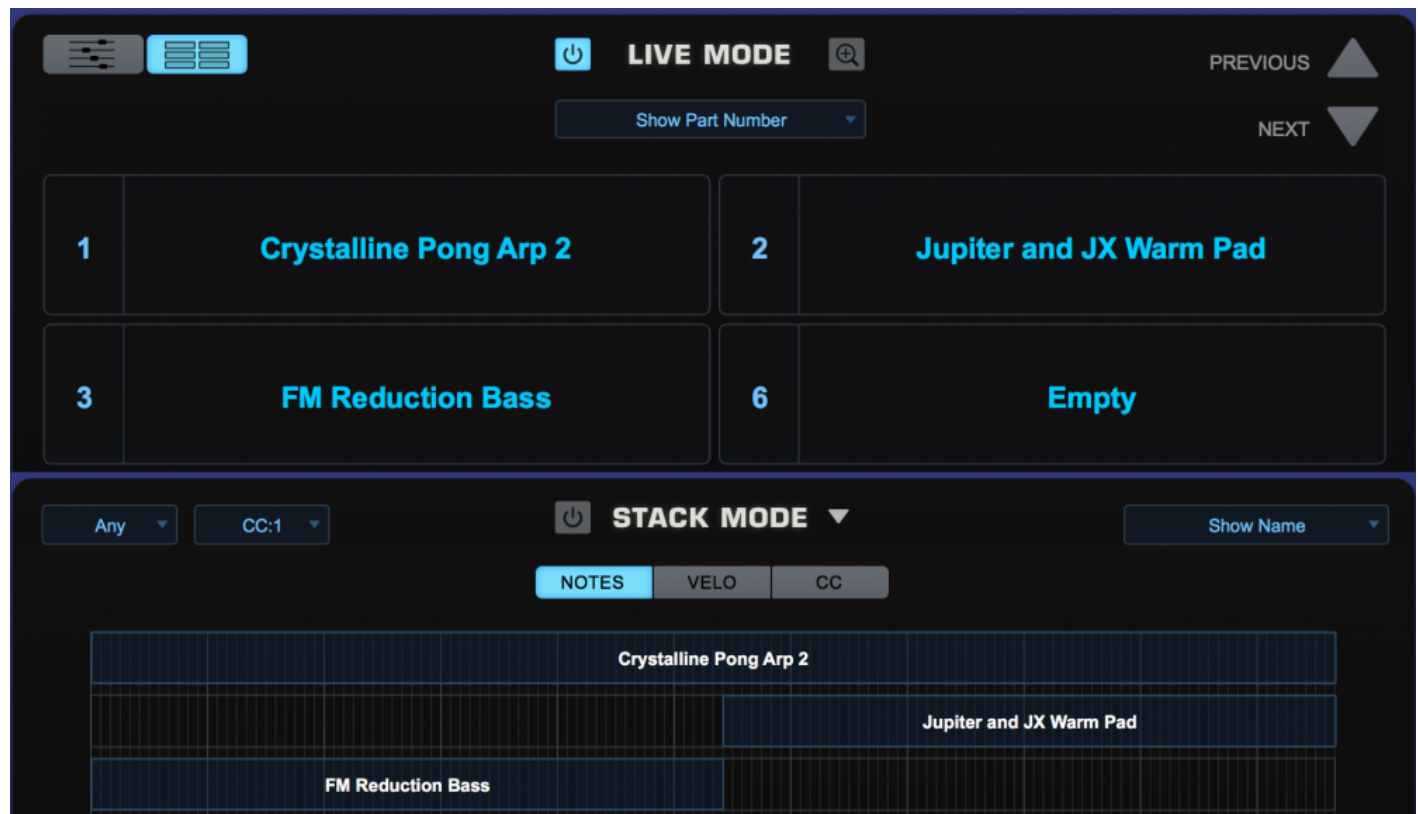 LIVE MODE
PREVIOUS
Show Part Number
NEXT
1 Crystalline Pong Arp 2
2 Jupiter and JX Warm Pad
3 FM Reduction Bass
6 Empty
Any CC:1 STACK MODE Show Name
NOTES VELO CC
Crystalline Pong Arp 2
Jupiter and JX Warm Pad
FM Reduction Bass